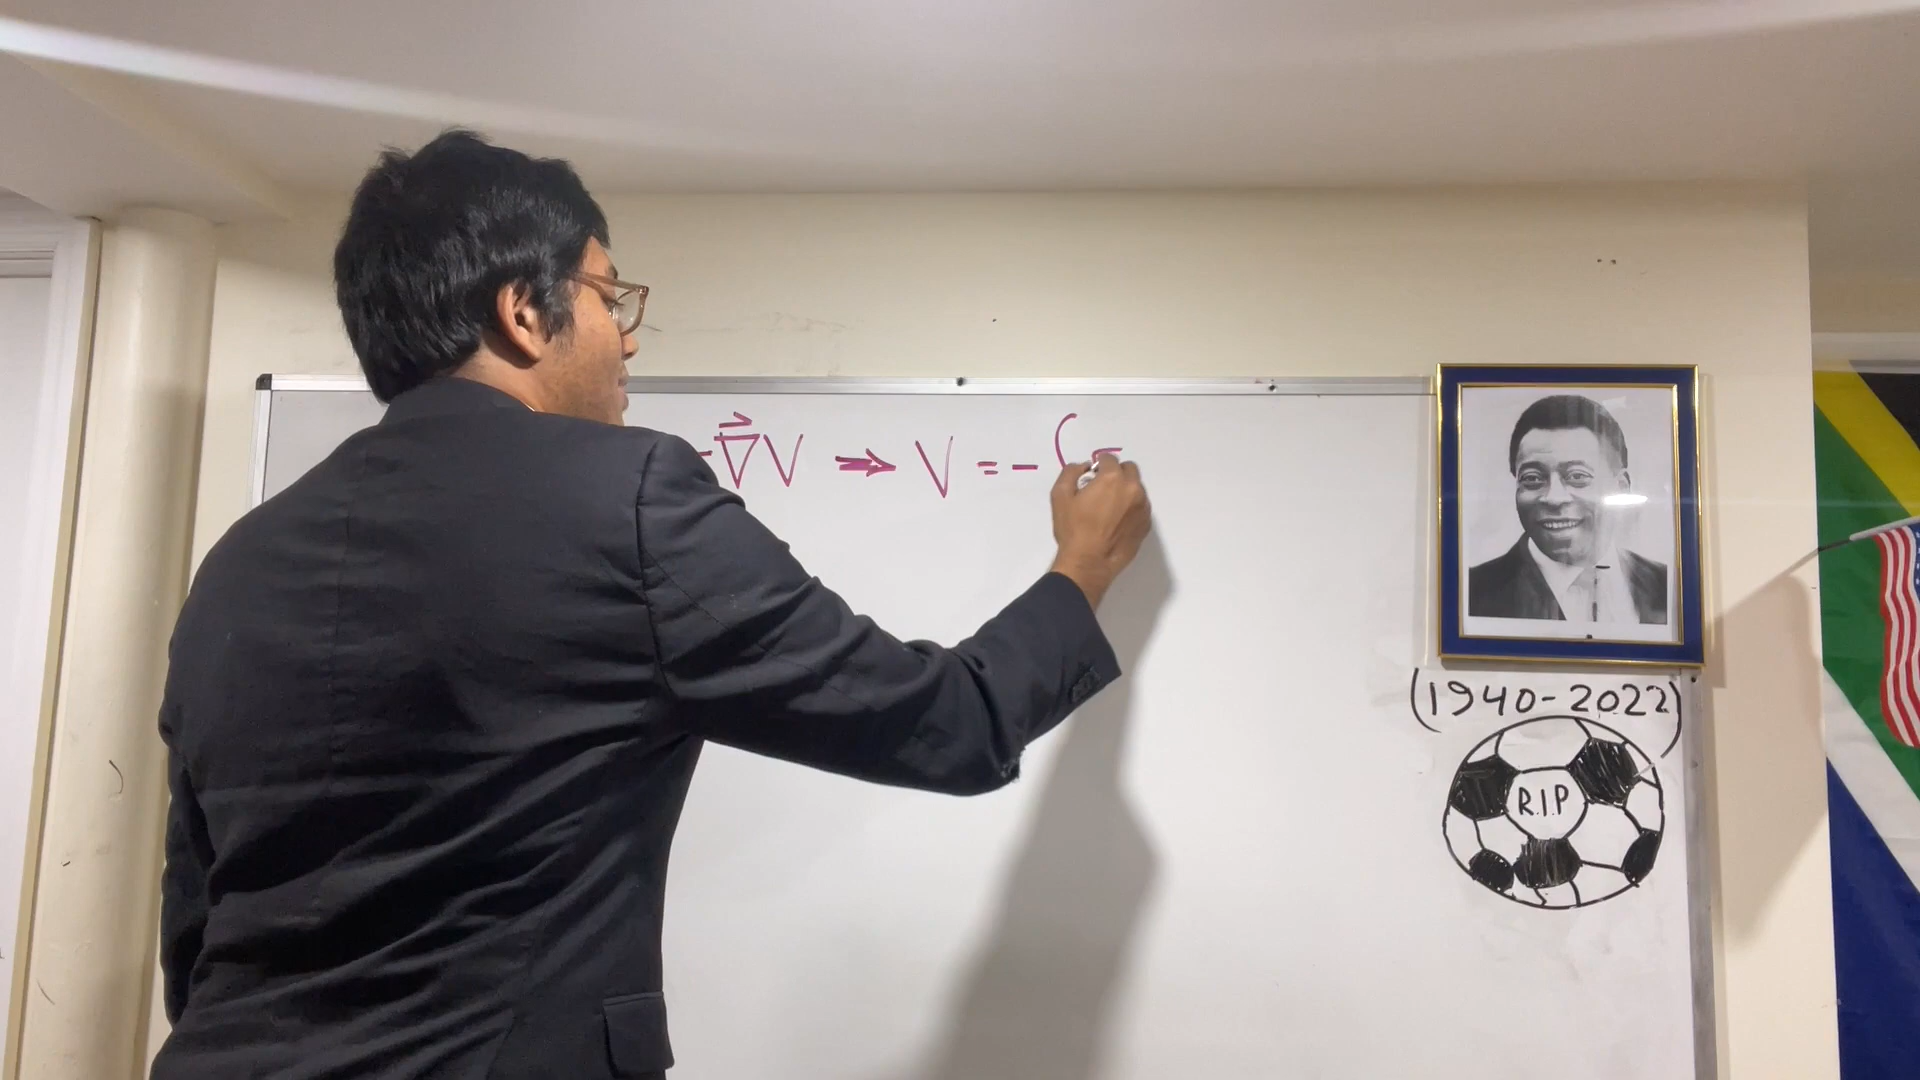 -∇⃗V → V = - ∫
(1940-2022)
R.I.P